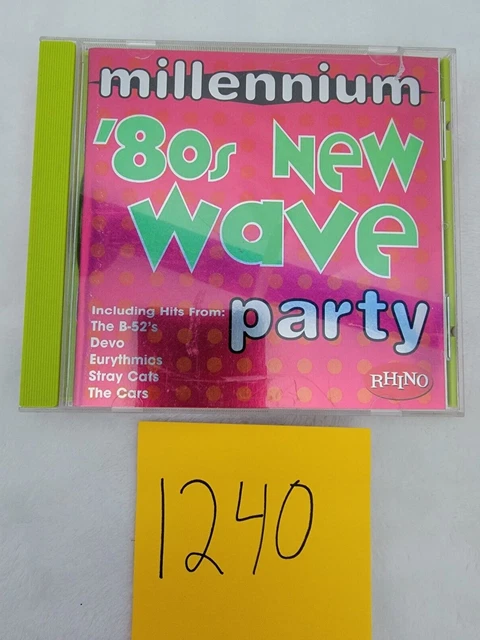 millennium
'80s New
wave
party
Including Hits From:
The B-52's
Devo
Eurythmics
Stray Cats
The Cars
RHINO
1240